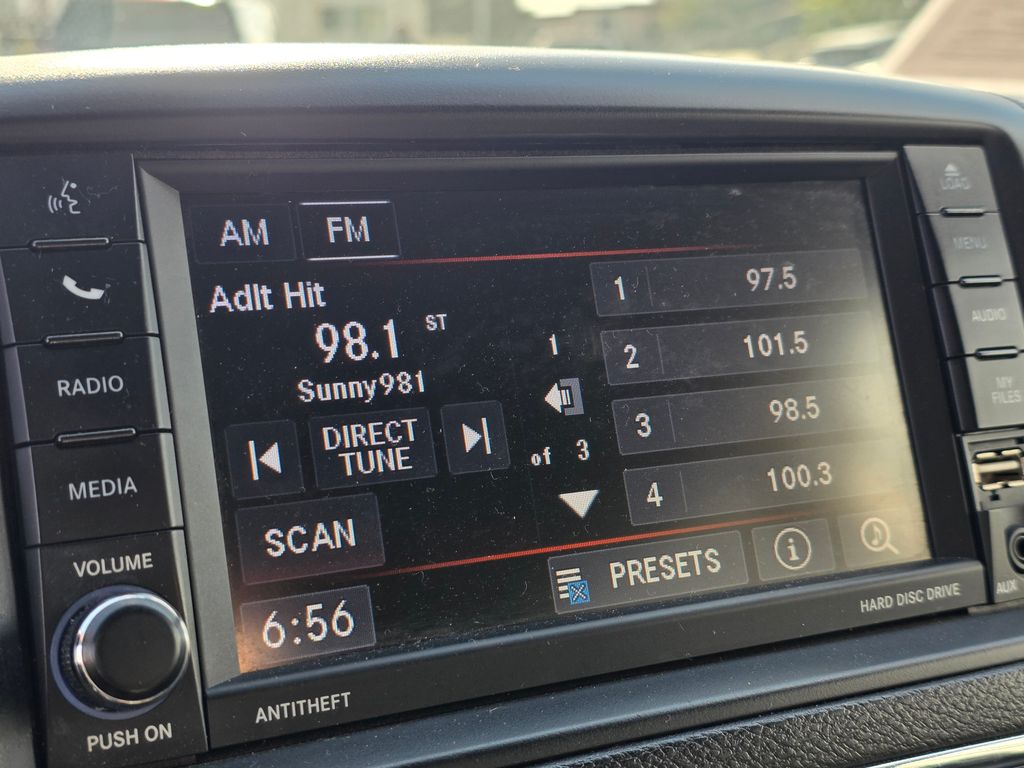 AM FM
Adlt Hit
98.1 ST
Sunny981
DIRECT
TUNE
SCAN
6:56
1
of 3
1 97.5
2 101.5
3 98.5
4 100.3
PRESETS
i
RADIO
MEDIA
VOLUME
PUSH ON
ANTITHEFT
HARD DISC DRIVE
LOAD
MENU
AUDIO
MY
FILES
AUX